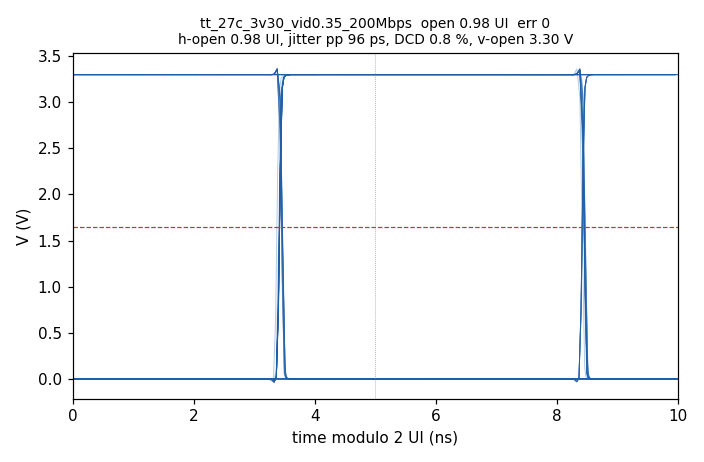 tt_27c_3v30_vid0.35_200Mbps  open 0.98 UI  err 0
h-open 0.98 UI, jitter pp 96 ps, DCD 0.8 %, v-open 3.30 V
3.5
3.0
2.5
2.0
1.5
1.0
0.5
0.0
V (V)
0 2 4 6 8 10
time modulo 2 UI (ns)